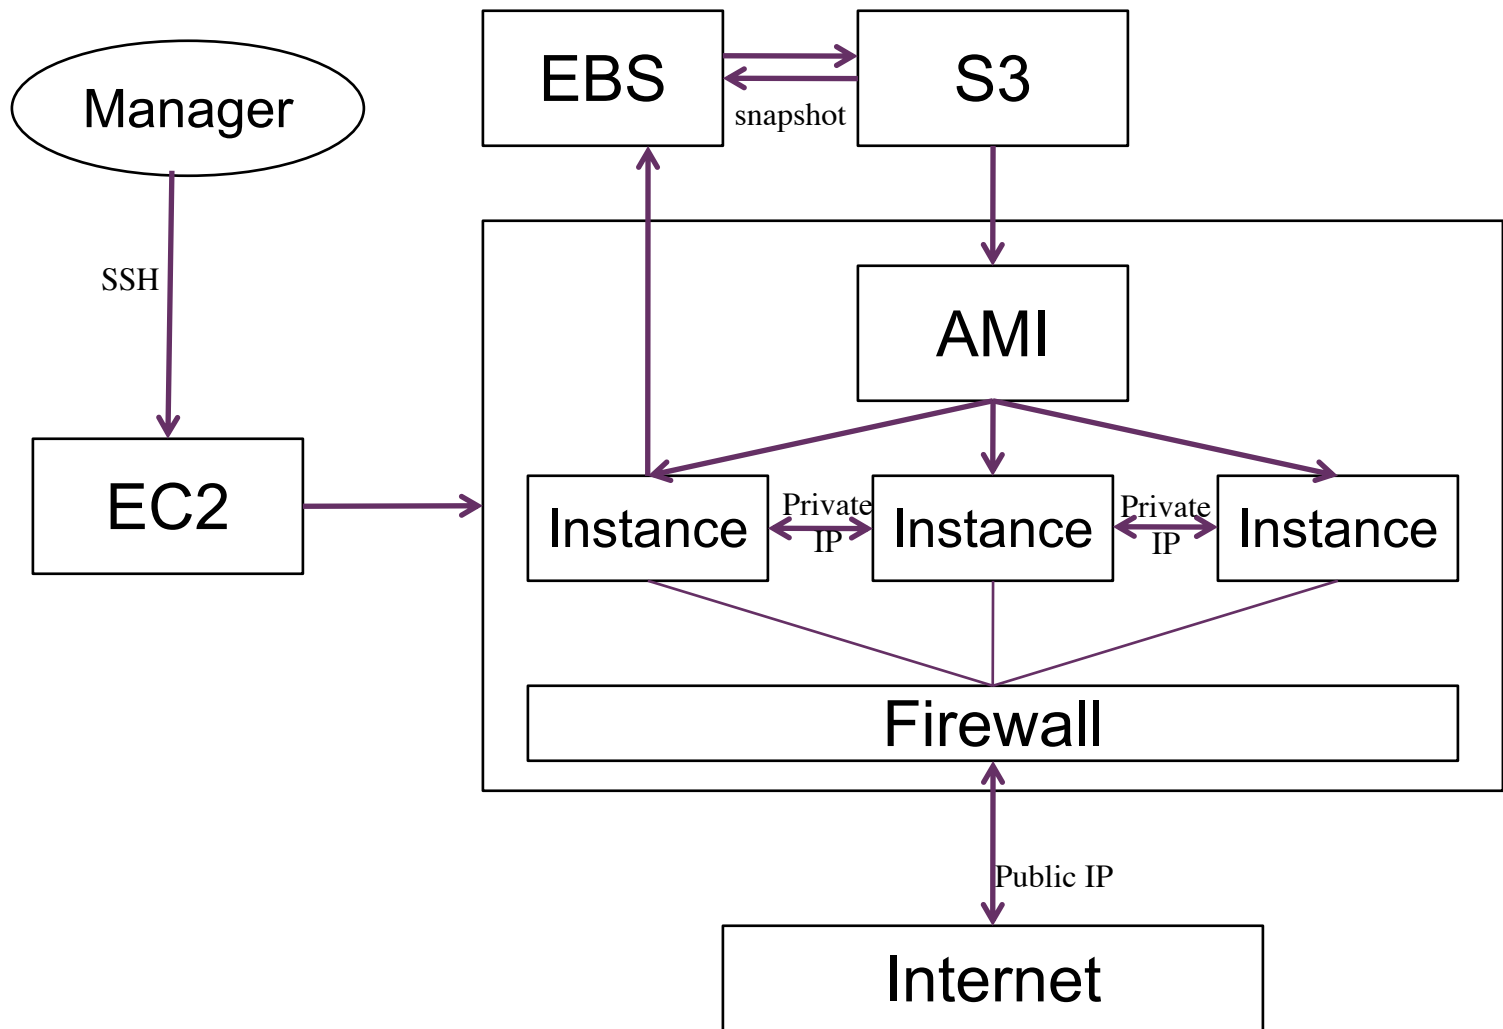 EBS
S3
Manager
snapshot
SSH
AMI
EC2
Instance
Private
IP
Instance
Private
IP
Instance
Firewall
Public IP
Internet